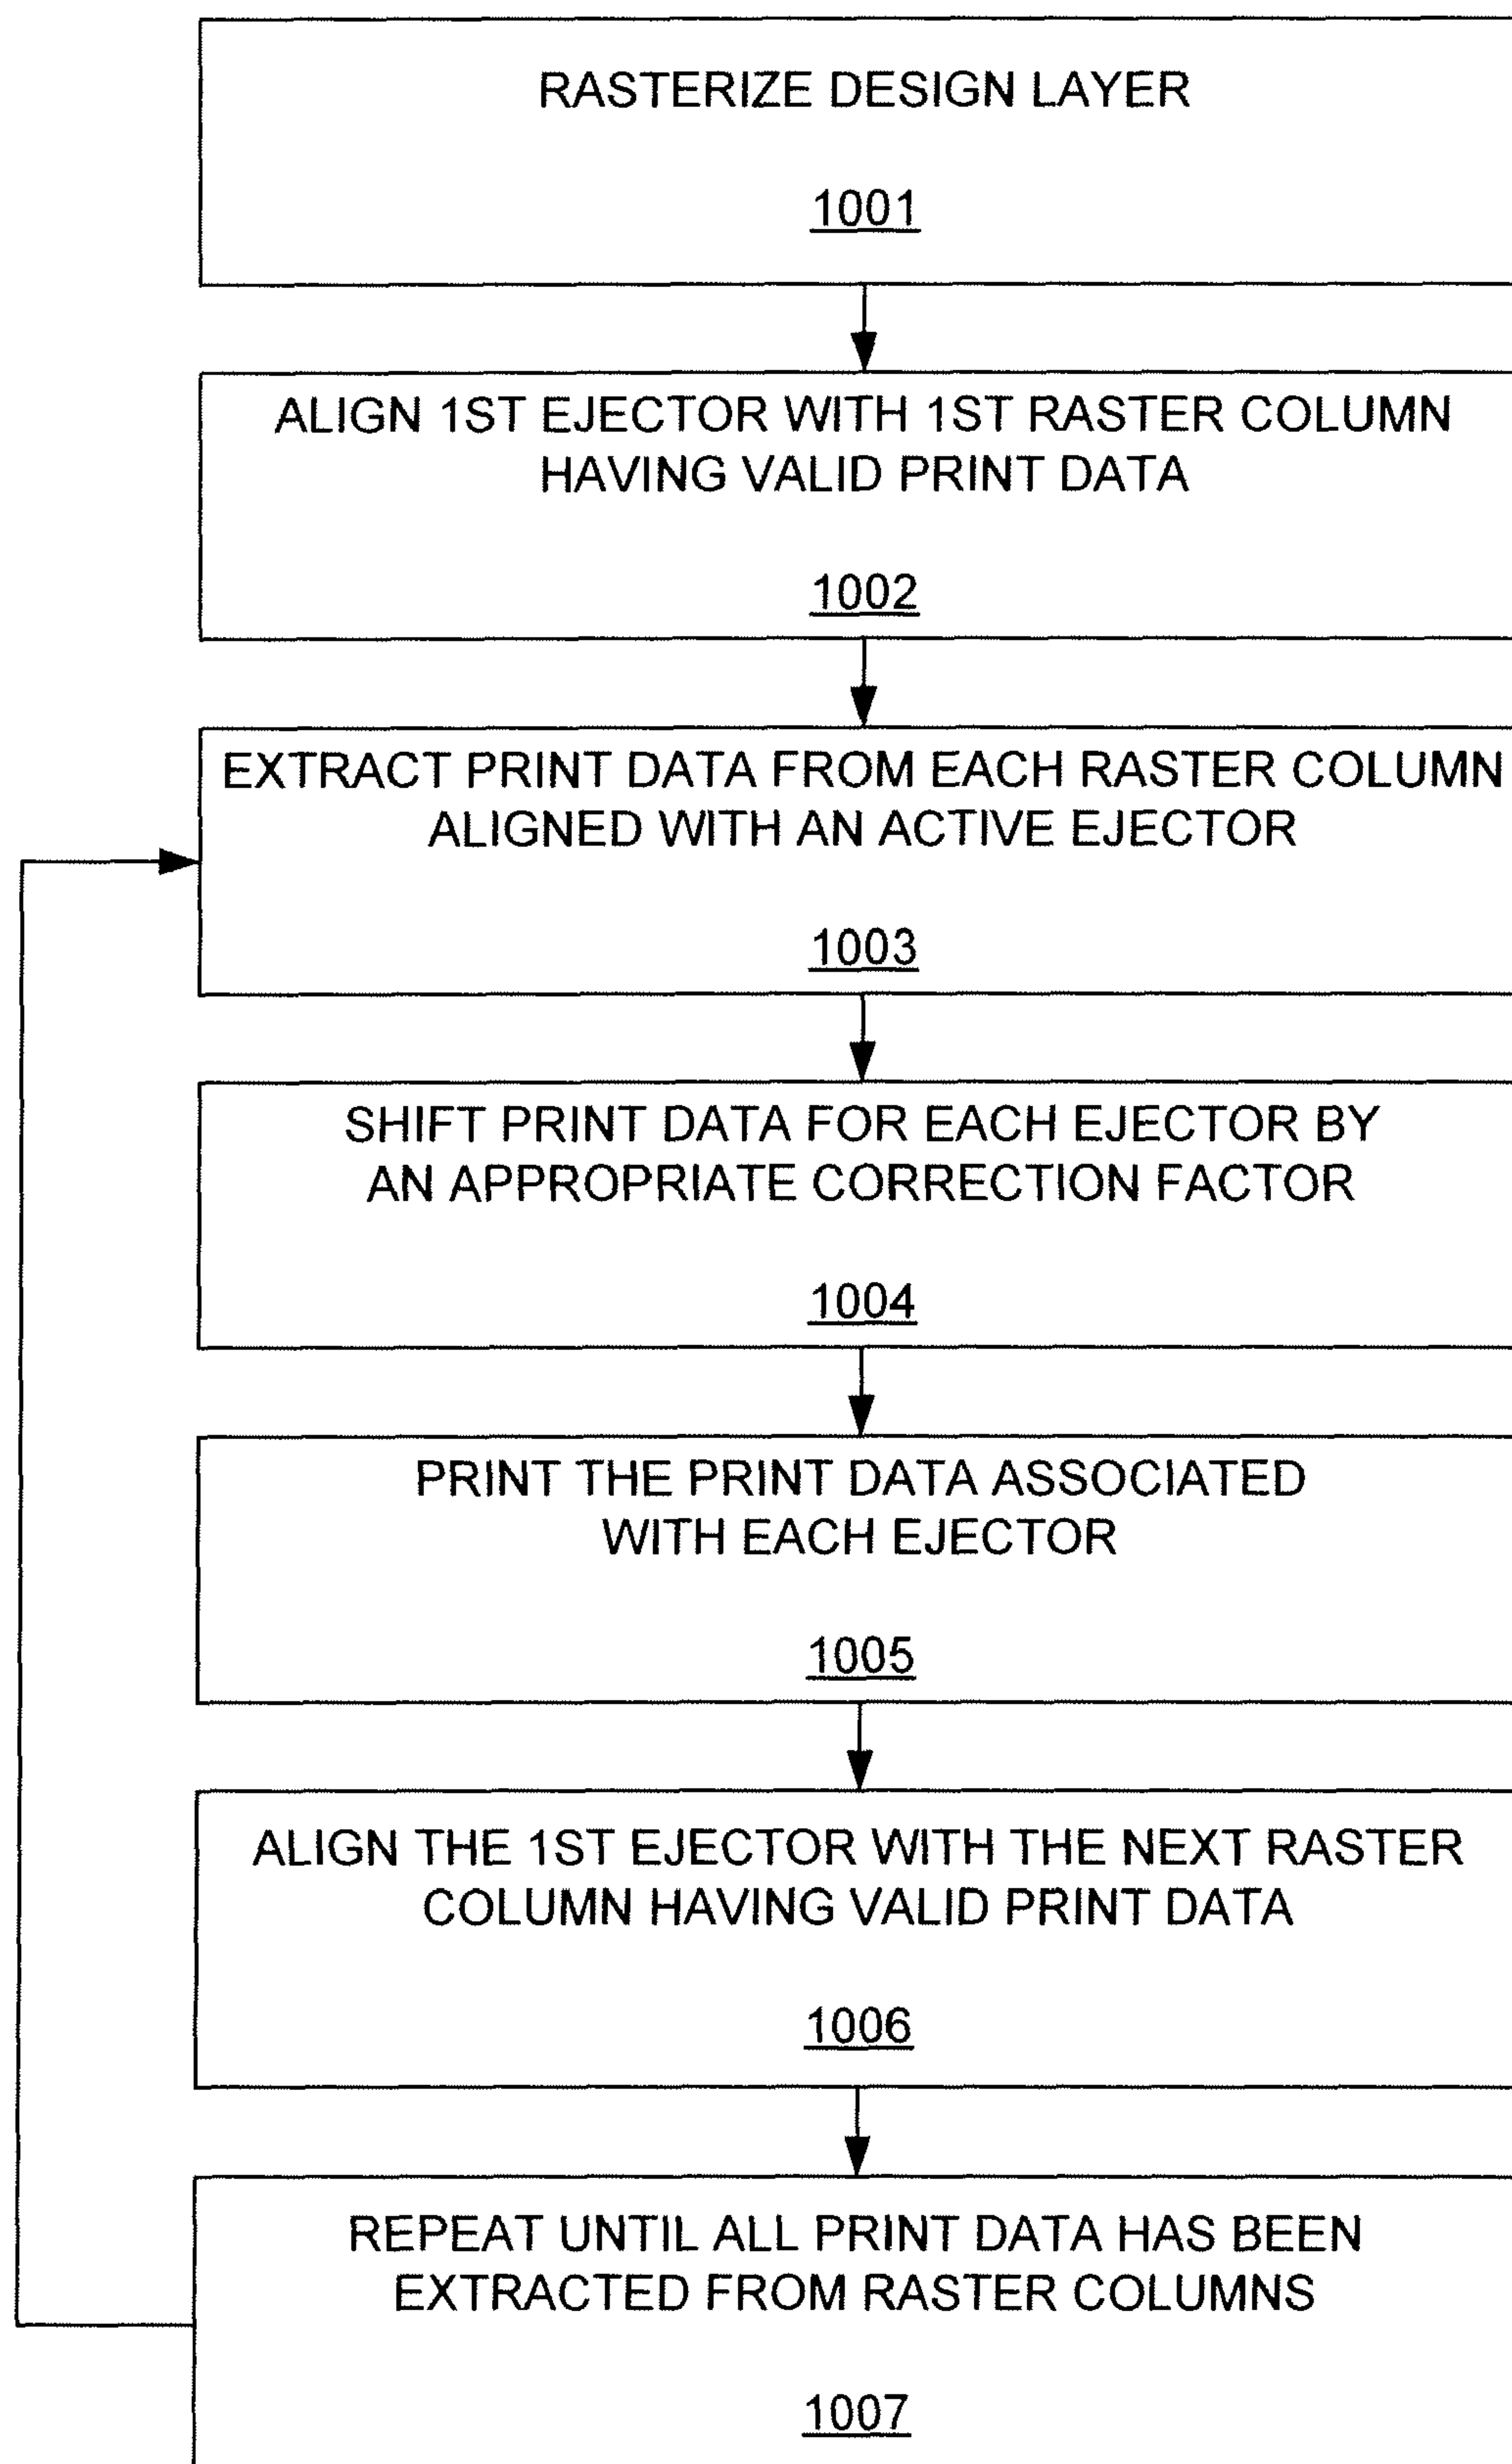 RASTERIZE DESIGN LAYER
1001
ALIGN 1ST EJECTOR WITH 1ST RASTER COLUMN
HAVING VALID PRINT DATA
1002
EXTRACT PRINT DATA FROM EACH RASTER COLUMN
ALIGNED WITH AN ACTIVE EJECTOR
1003
SHIFT PRINT DATA FOR EACH EJECTOR BY
AN APPROPRIATE CORRECTION FACTOR
1004
PRINT THE PRINT DATA ASSOCIATED
WITH EACH EJECTOR
1005
ALIGN THE 1ST EJECTOR WITH THE NEXT RASTER
COLUMN HAVING VALID PRINT DATA
1006
REPEAT UNTIL ALL PRINT DATA HAS BEEN
EXTRACTED FROM RASTER COLUMNS
1007